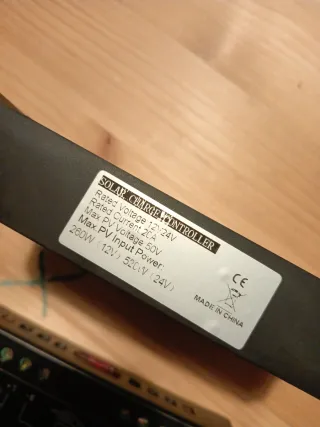 SOLAR CHARGE CONTROLLER
Rated Voltage 12/24V
Rated Current 20A
Max.PV Voltage 50V
Max.PV Input Power:
260W (12V) 520W (24V)
CE
MADE IN CHINA